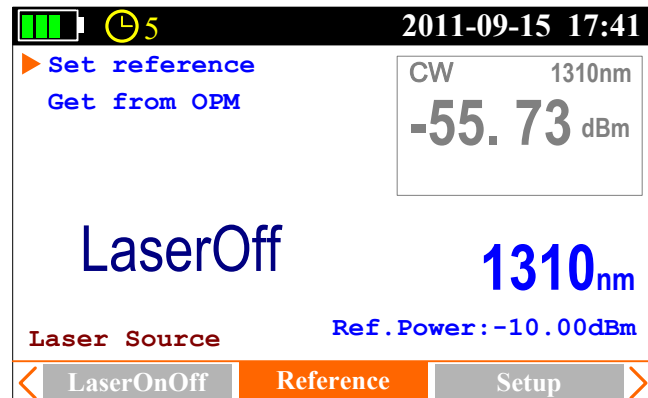 5 2011-09-15 17:41
Set reference
Get from OPM
CW 1310nm
-55. 73 dBm
LaserOff
1310nm
Ref.Power:-10.00dBm
Laser Source
LaserOnOff Reference Setup